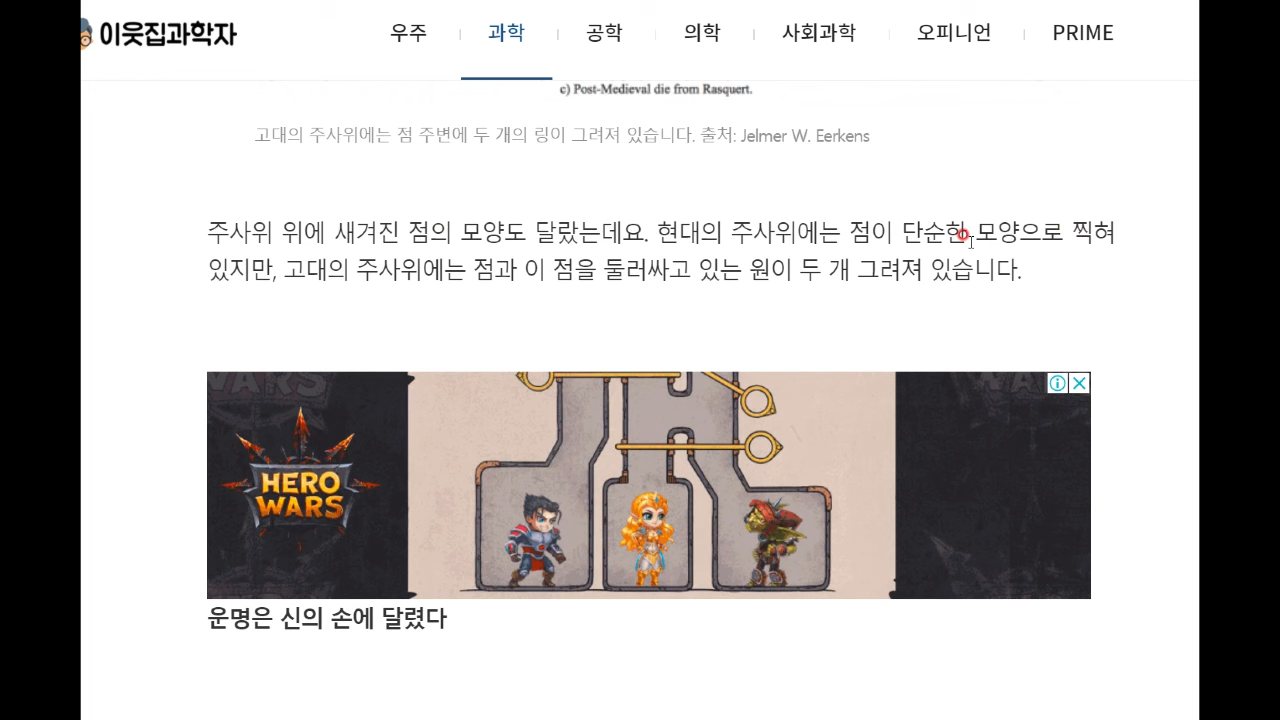 이웃집과학자
우주 과학 공학 의학 사회과학 오피니언 PRIME
c) Post-Medieval die from Rasquert.
고대의 주사위에는 점 주변에 두 개의 링이 그려져 있습니다. 출처: Jelmer W. Eerkens
주사위 위에 새겨진 점의 모양도 달랐는데요. 현대의 주사위에는 점이 단순한 모양으로 찍혀
있지만, 고대의 주사위에는 점과 이 점을 둘러싸고 있는 원이 두 개 그려져 있습니다.
WARS
HERO
WARS
운명은 신의 손에 달렸다